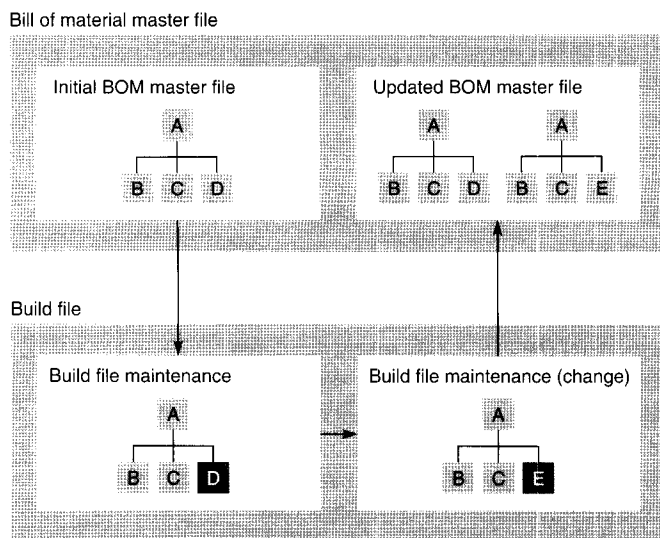 Bill of material master file
Initial BOM master file
A
B C D
Updated BOM master file
A A
B C D B C E
Build file
Build file maintenance
A
B C D
Build file maintenance (change)
A
B C E